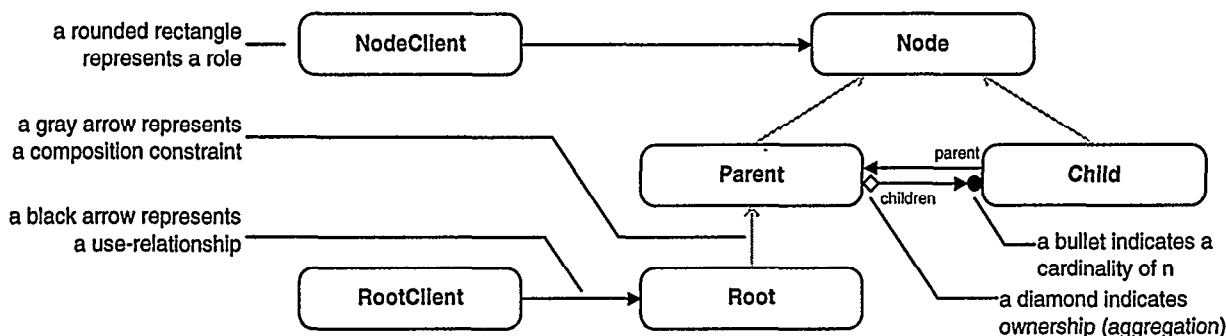 a rounded rectangle
represents a role
NodeClient
Node
a gray arrow represents
a composition constraint
Parent
parent
children
Child
a black arrow represents
a use-relationship
a bullet indicates a
cardinality of n
RootClient
Root
a diamond indicates
ownership (aggregation)